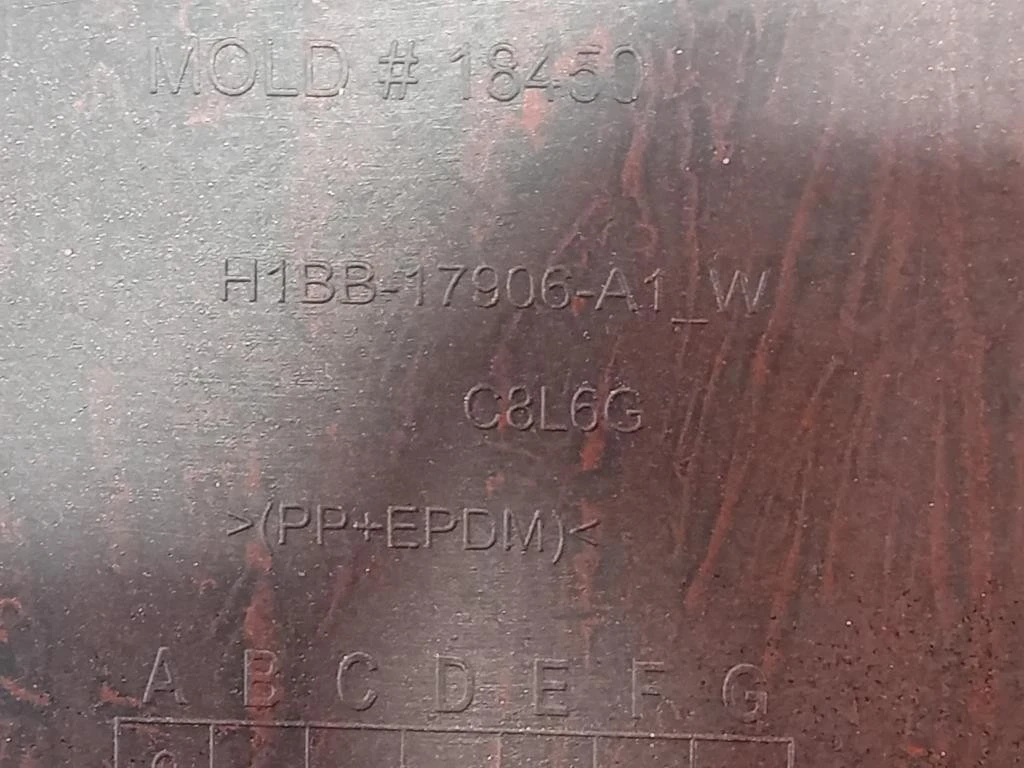 MOLD # 18450
H1BB-17906-A1_W
C8L6G
>(PP+EPDM)<
A B C D E F G